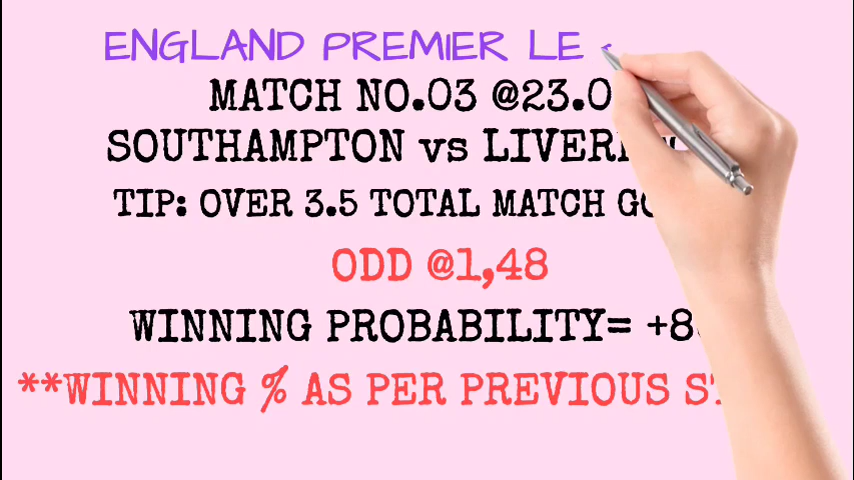 ENGLAND PREMIER LE
MATCH NO.03 @23.0
SOUTHAMPTON vs
TIP: OVER 3.5 TOTAL MATCH
ODD @1,48
WINNING PROBABILITY= +8
**WINNING % AS PER PREVIOUS